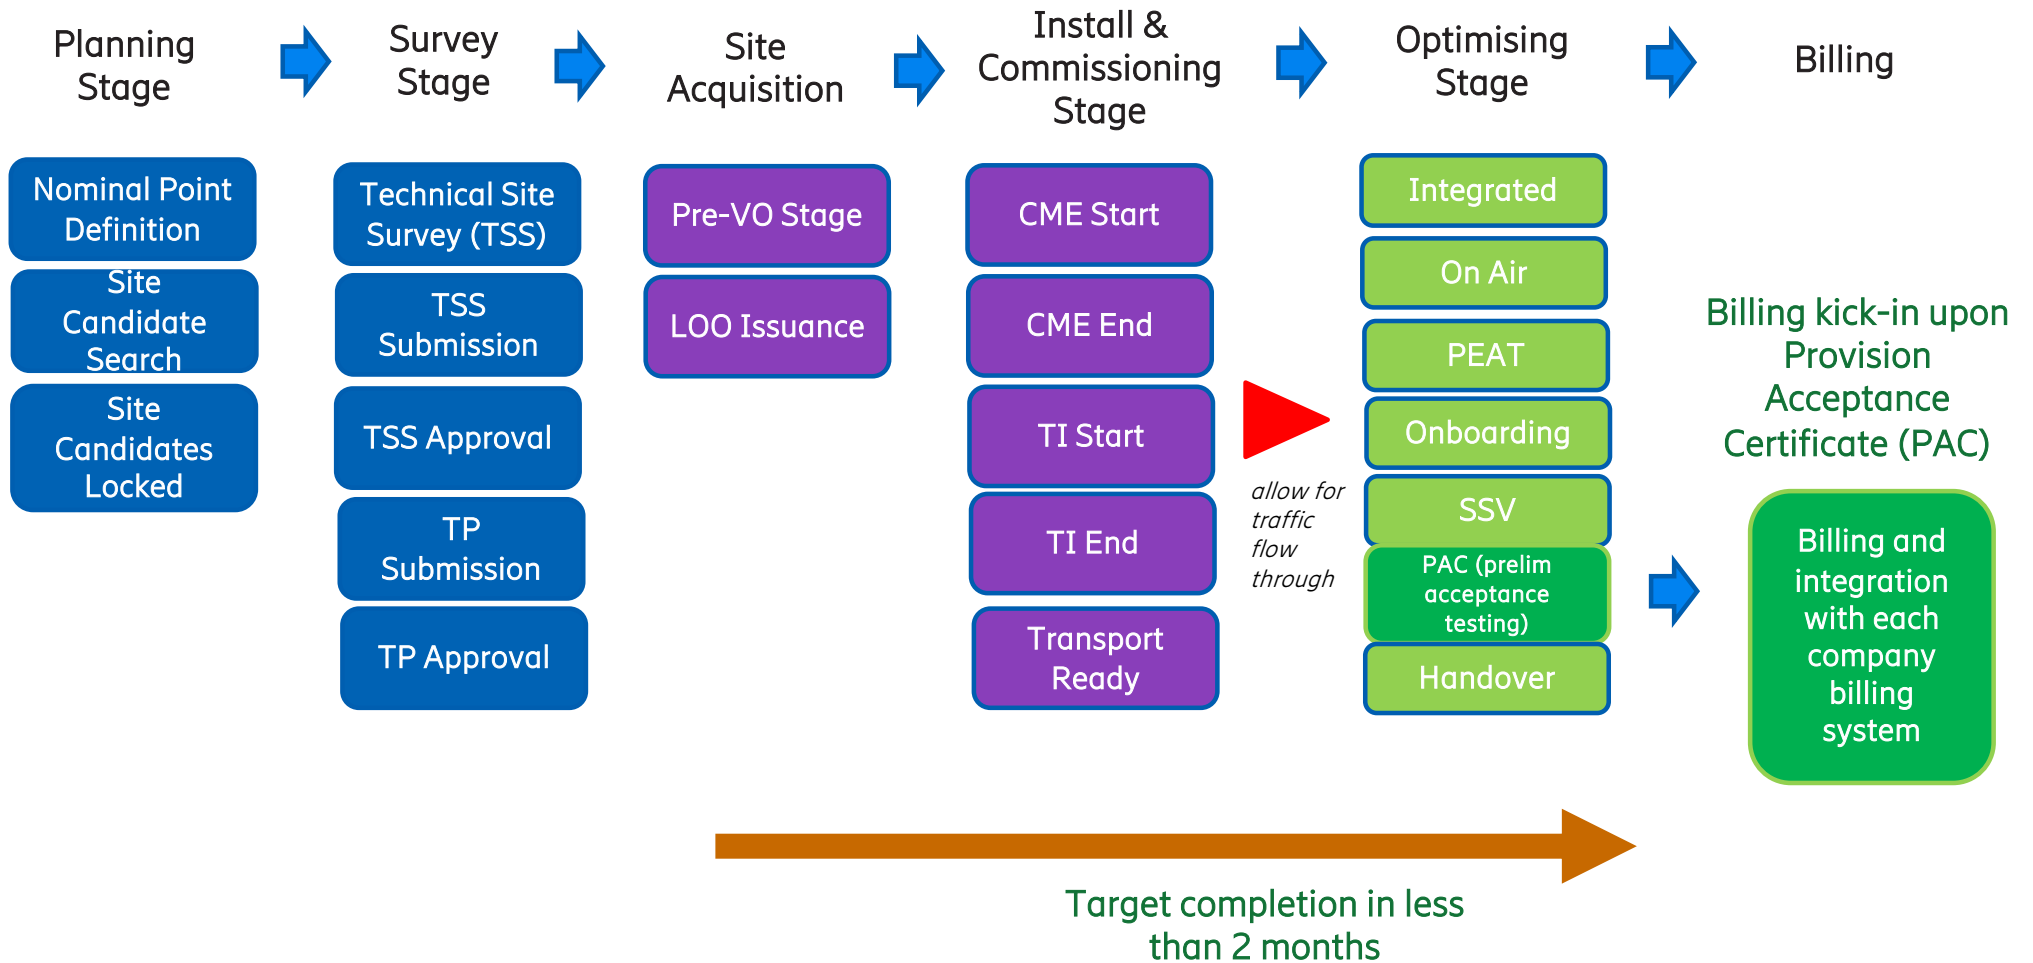 Planning
Stage
Survey
Stage
Site
Acquisition
Install &
Commissioning
Stage
Optimising
Stage
Billing
Nominal Point
Definition
Site
Candidate
Search
Site
Candidates
Locked
Technical Site
Survey (TSS)
TSS
Submission
TSS Approval
TP
Submission
TP Approval
Pre-VO Stage
LOO Issuance
CME Start
CME End
TI Start
TI End
Transport
Ready
allow for
traffic
flow
through
Integrated
On Air
PEAT
Onboarding
SSV
PAC (prelim
acceptance
testing)
Handover
Billing kick-in upon
Provision
Acceptance
Certificate (PAC)
Billing and
integration
with each
company
billing
system
Target completion in less
than 2 months